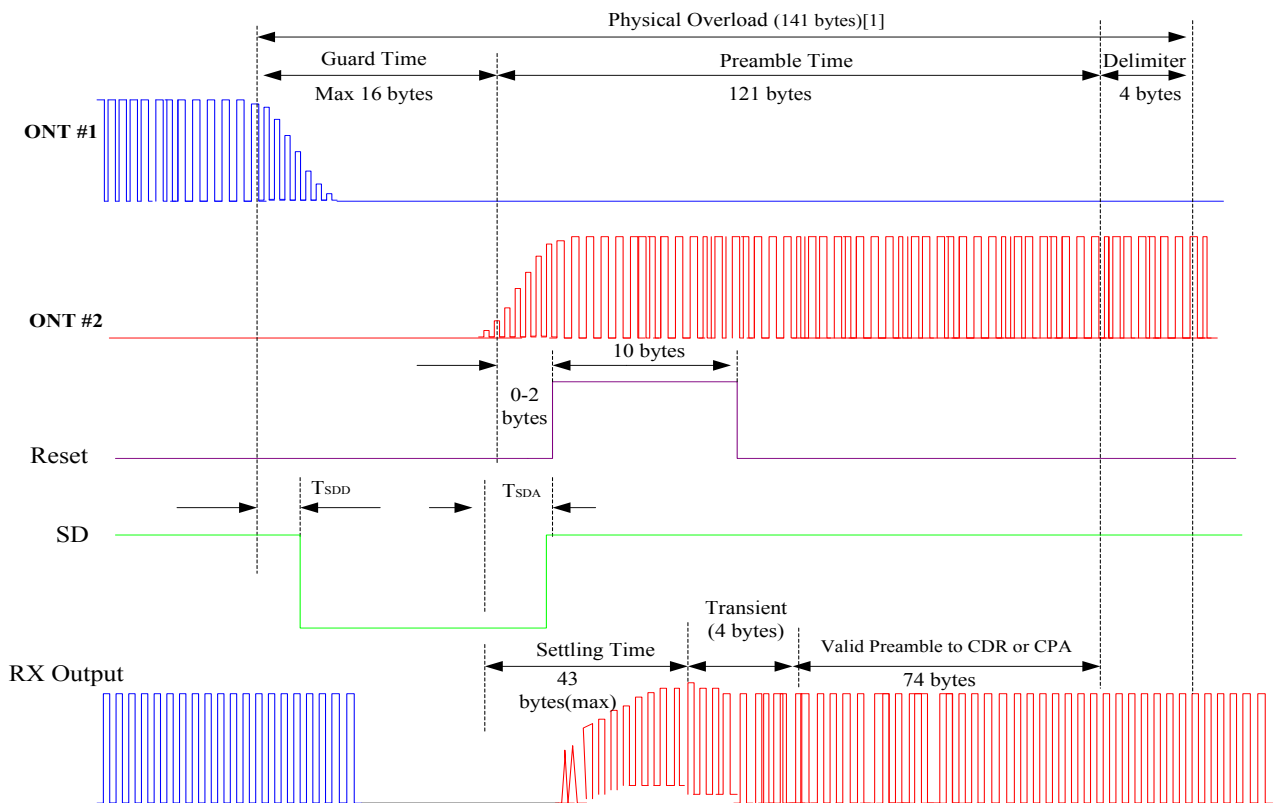 Physical Overload (141 bytes)[1]
Guard Time
Preamble Time
Delimiter
Max 16 bytes
121 bytes
4 bytes
ONT #1
ONT #2
10 bytes
0-2
bytes
Reset
TSDD
TSDA
SD
Transient
(4 bytes)
Settling Time
Valid Preamble to CDR or CPA
RX Output
43
bytes(max)
74 bytes